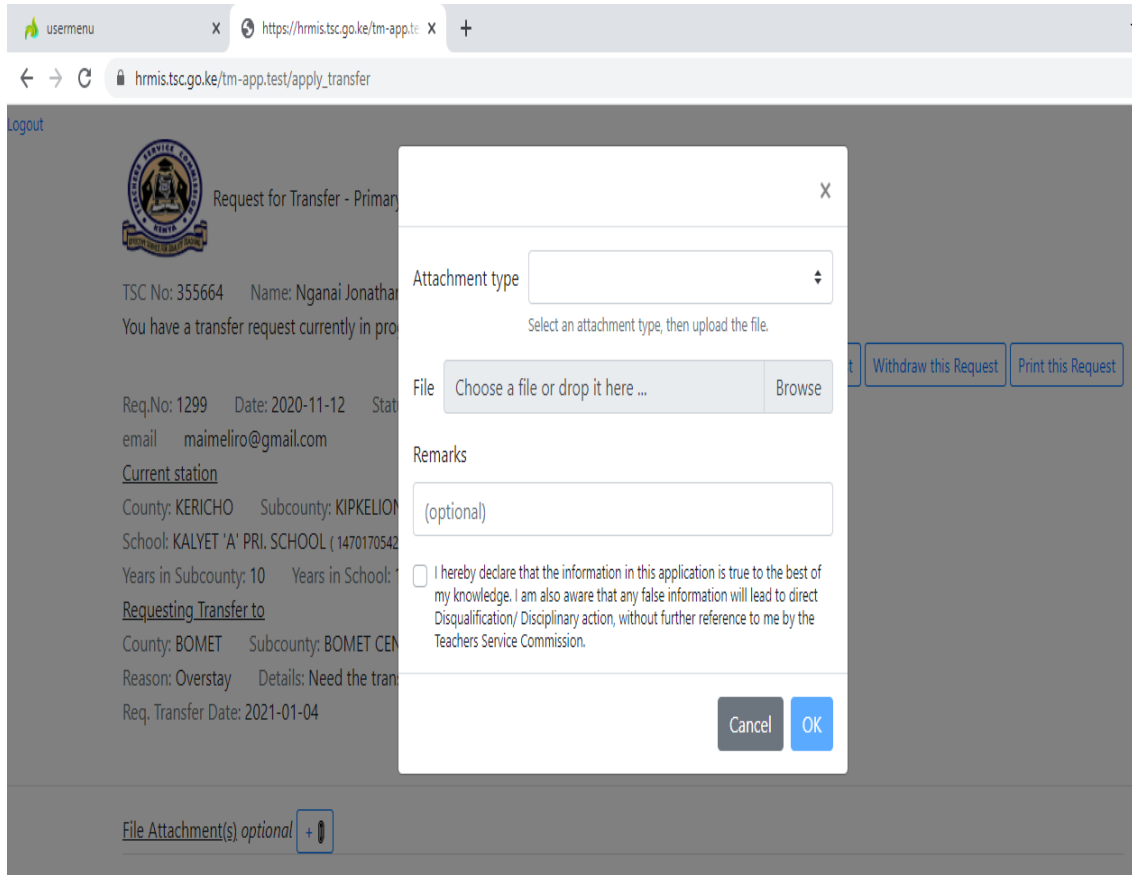 usermenu
https://hrmis.tsc.go.ke/tm-app.te
hrmis.tsc.go.ke/tm-app.test/apply_transfer
Logout
TEACHERS SERVICE COMMISSION
KENYA
Request for Transfer - Primary
TSC No: 355664 Name: Nganai Jonathan
You have a transfer request currently in
Withdraw this Request Print this Request
Req.No: 1299 Date: 2020-11-12
email maimeliro@gmail.com
Current station
County: KERICHO Subcounty: KIPKELION
School: KALYET 'A' PRI. SCHOOL ( 1470170542
Years in Subcounty: 10 Years in School:
Requesting Transfer to
County: BOMET Subcounty: BOMET
Reason: Overstay Details: Need the
Req. Transfer Date: 2021-01-04
File Attachment(s) optional +
Attachment type
Select an attachment type, then upload the file.
File Choose a file or drop it here ... Browse
Remarks
(optional)
I hereby declare that the information in this application is true to the best of
my knowledge. I am also aware that any false information will lead to direct
Disqualification/ Disciplinary action, without further reference to me by the
Teachers Service Commission.
Cancel OK